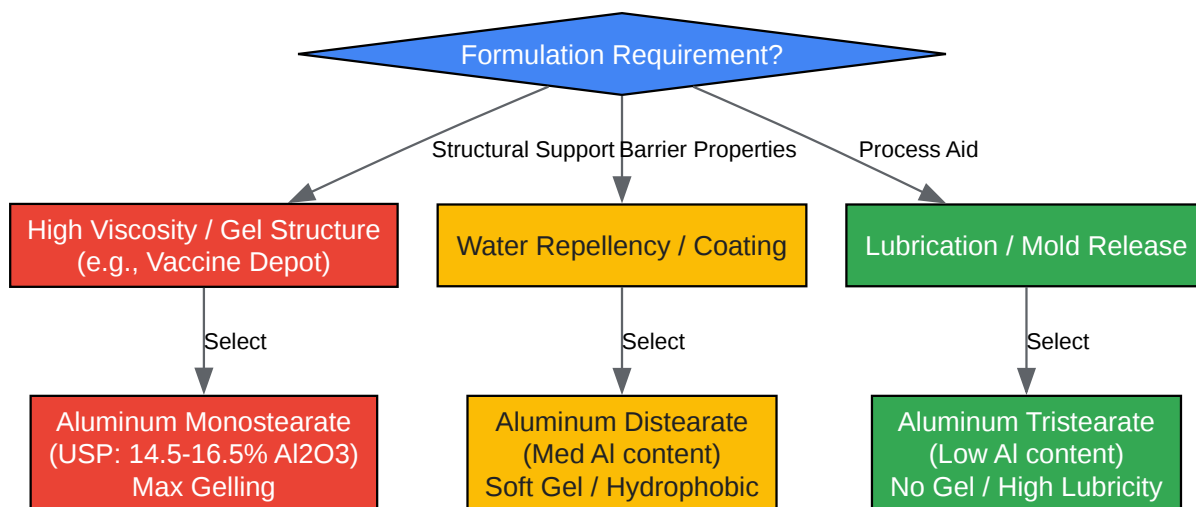 Formulation Requirement?
Structural Support
Barrier Properties
Process Aid
High Viscosity / Gel Structure
(e.g., Vaccine Depot)
Water Repellency / Coating
Lubrication / Mold Release
Select
Select
Select
Aluminum Monostearate
(USP: 14.5-16.5% Al2O3)
Max Gelling
Aluminum Distearate
(Med Al content)
Soft Gel / Hydrophobic
Aluminum Tristearate
(Low Al content)
No Gel / High Lubricity